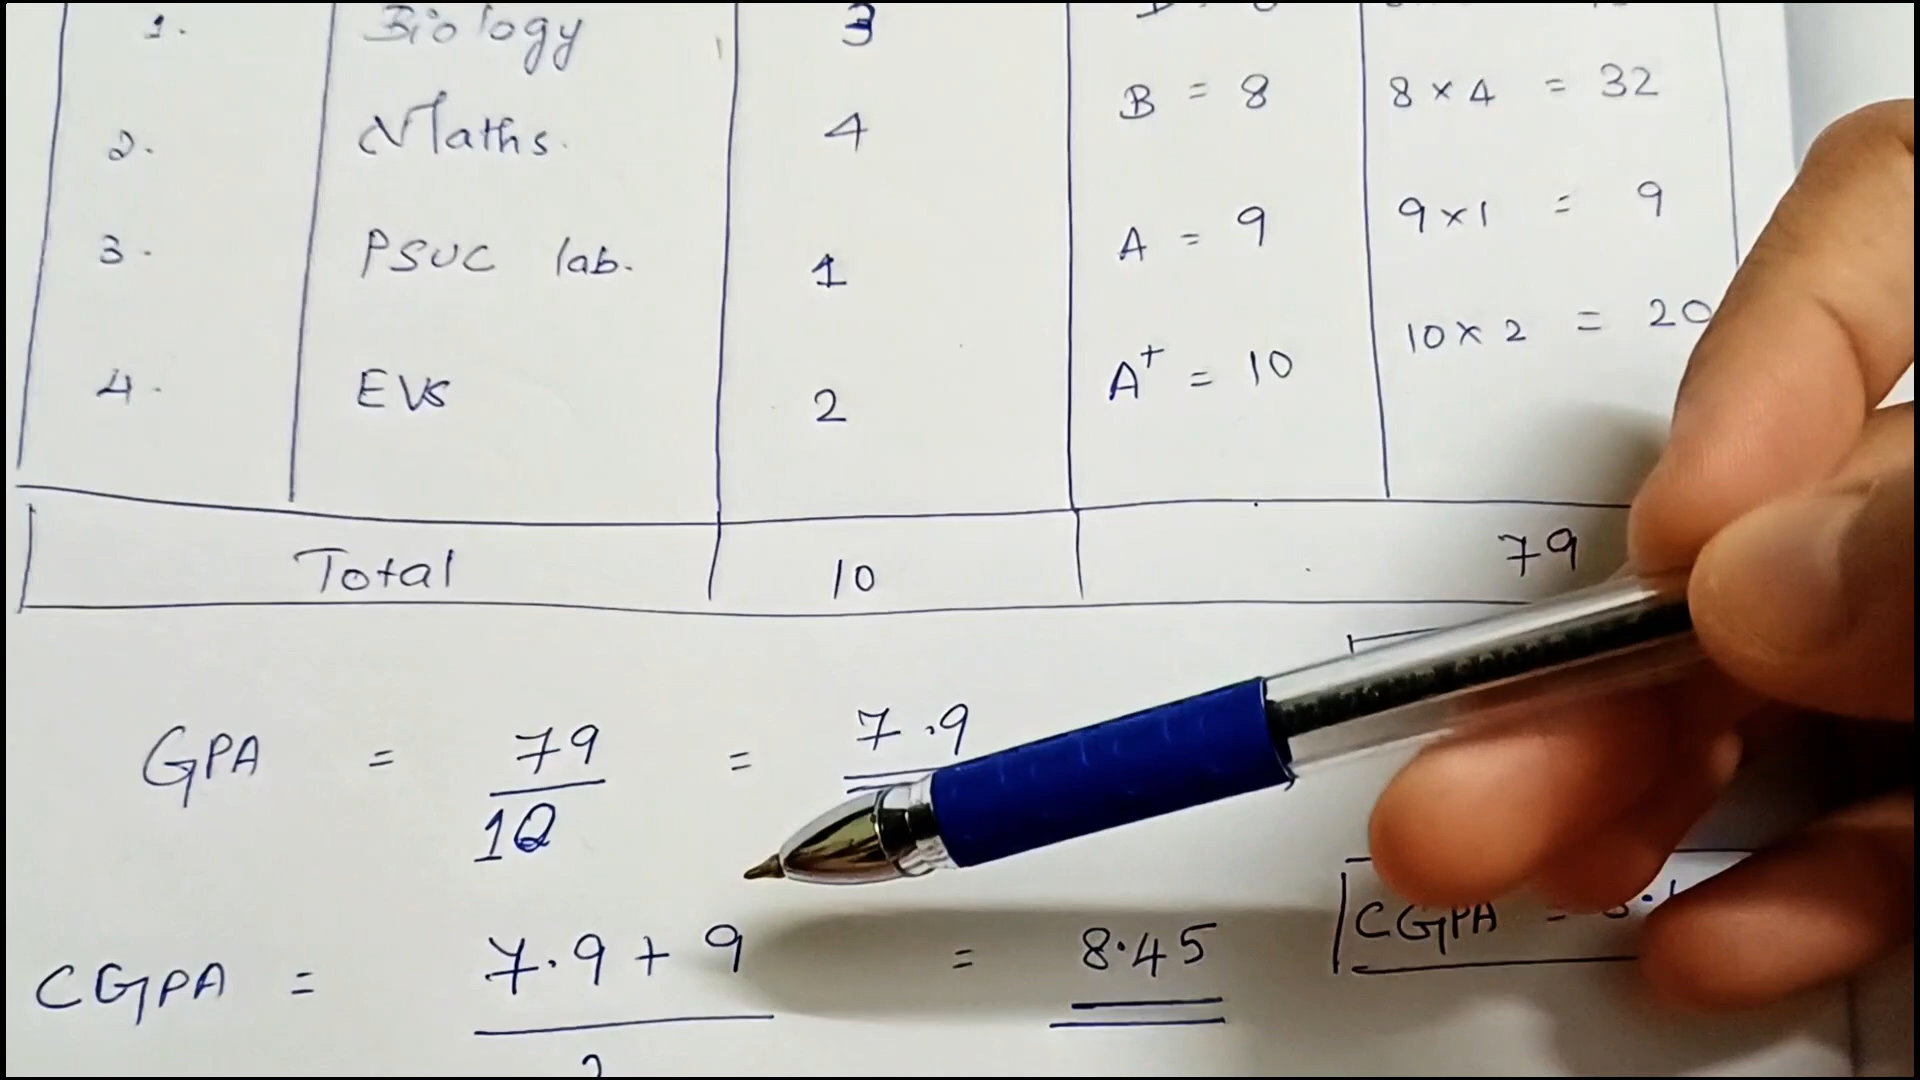 1. Biology 3
2. Maths. 4 B = 8 8 × 4 = 32
3. PSUC lab. 1 A = 9 9 × 1 = 9
4. EVS 2 A+ = 10 10 × 2 = 20
Total 10 79
GPA = 79 = 7.9
10
CGPA =
7.9 + 9 = 8.45
CGPA =